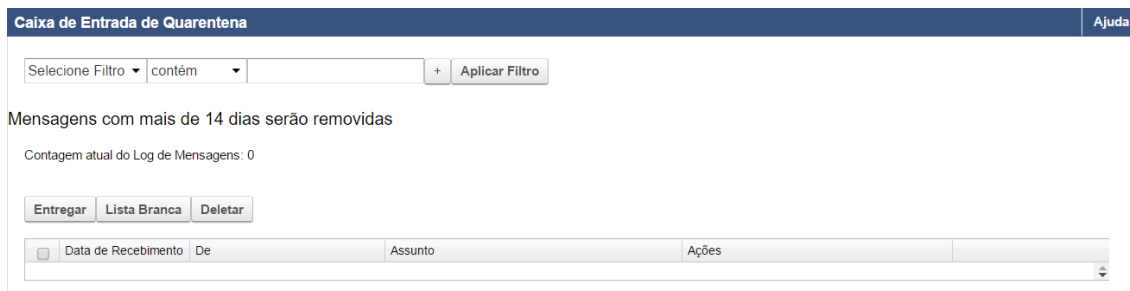 Caixa de Entrada de Quarentena Ajuda
Selecione Filtro contém + Aplicar Filtro
Mensagens com mais de 14 dias serão removidas
Contagem atual do Log de Mensagens: 0
Entregar Lista Branca Deletar
Data de Recebimento De Assunto Ações